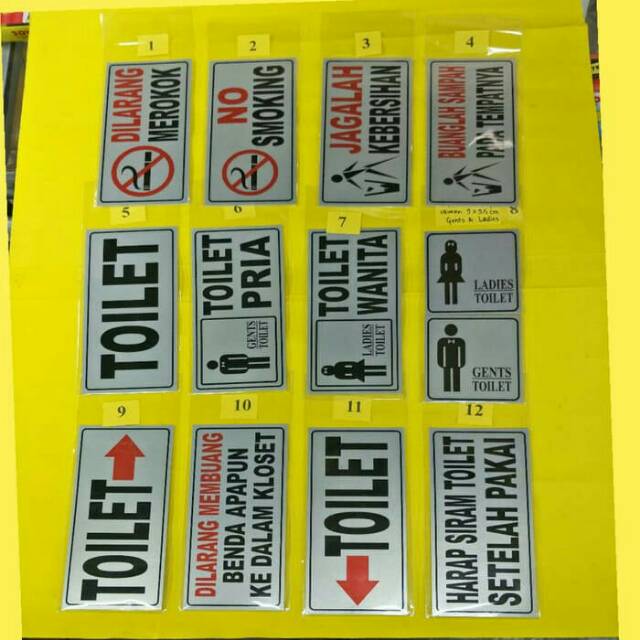 1
DILARANG
MEROKOK
2
NO
SMOKING
3
JAGALAH
KEBERSIHAN
4
BUANGLAH SAMPAH
PADA TEMPATNYA
5
TOILET
6
TOILET
PRIA
GENTS
TOILET
7
TOILET
WANITA
LADIES
TOILET
8
Gents & Ladies
LADIES
TOILET
GENTS
TOILET
9
TOILET
10
DILARANG MEMBUANG
BENDA APAPUN
KE DALAM KLOSET
11
TOILET
12
HARAP SIRAM TOILET
SETELAH PAKAI